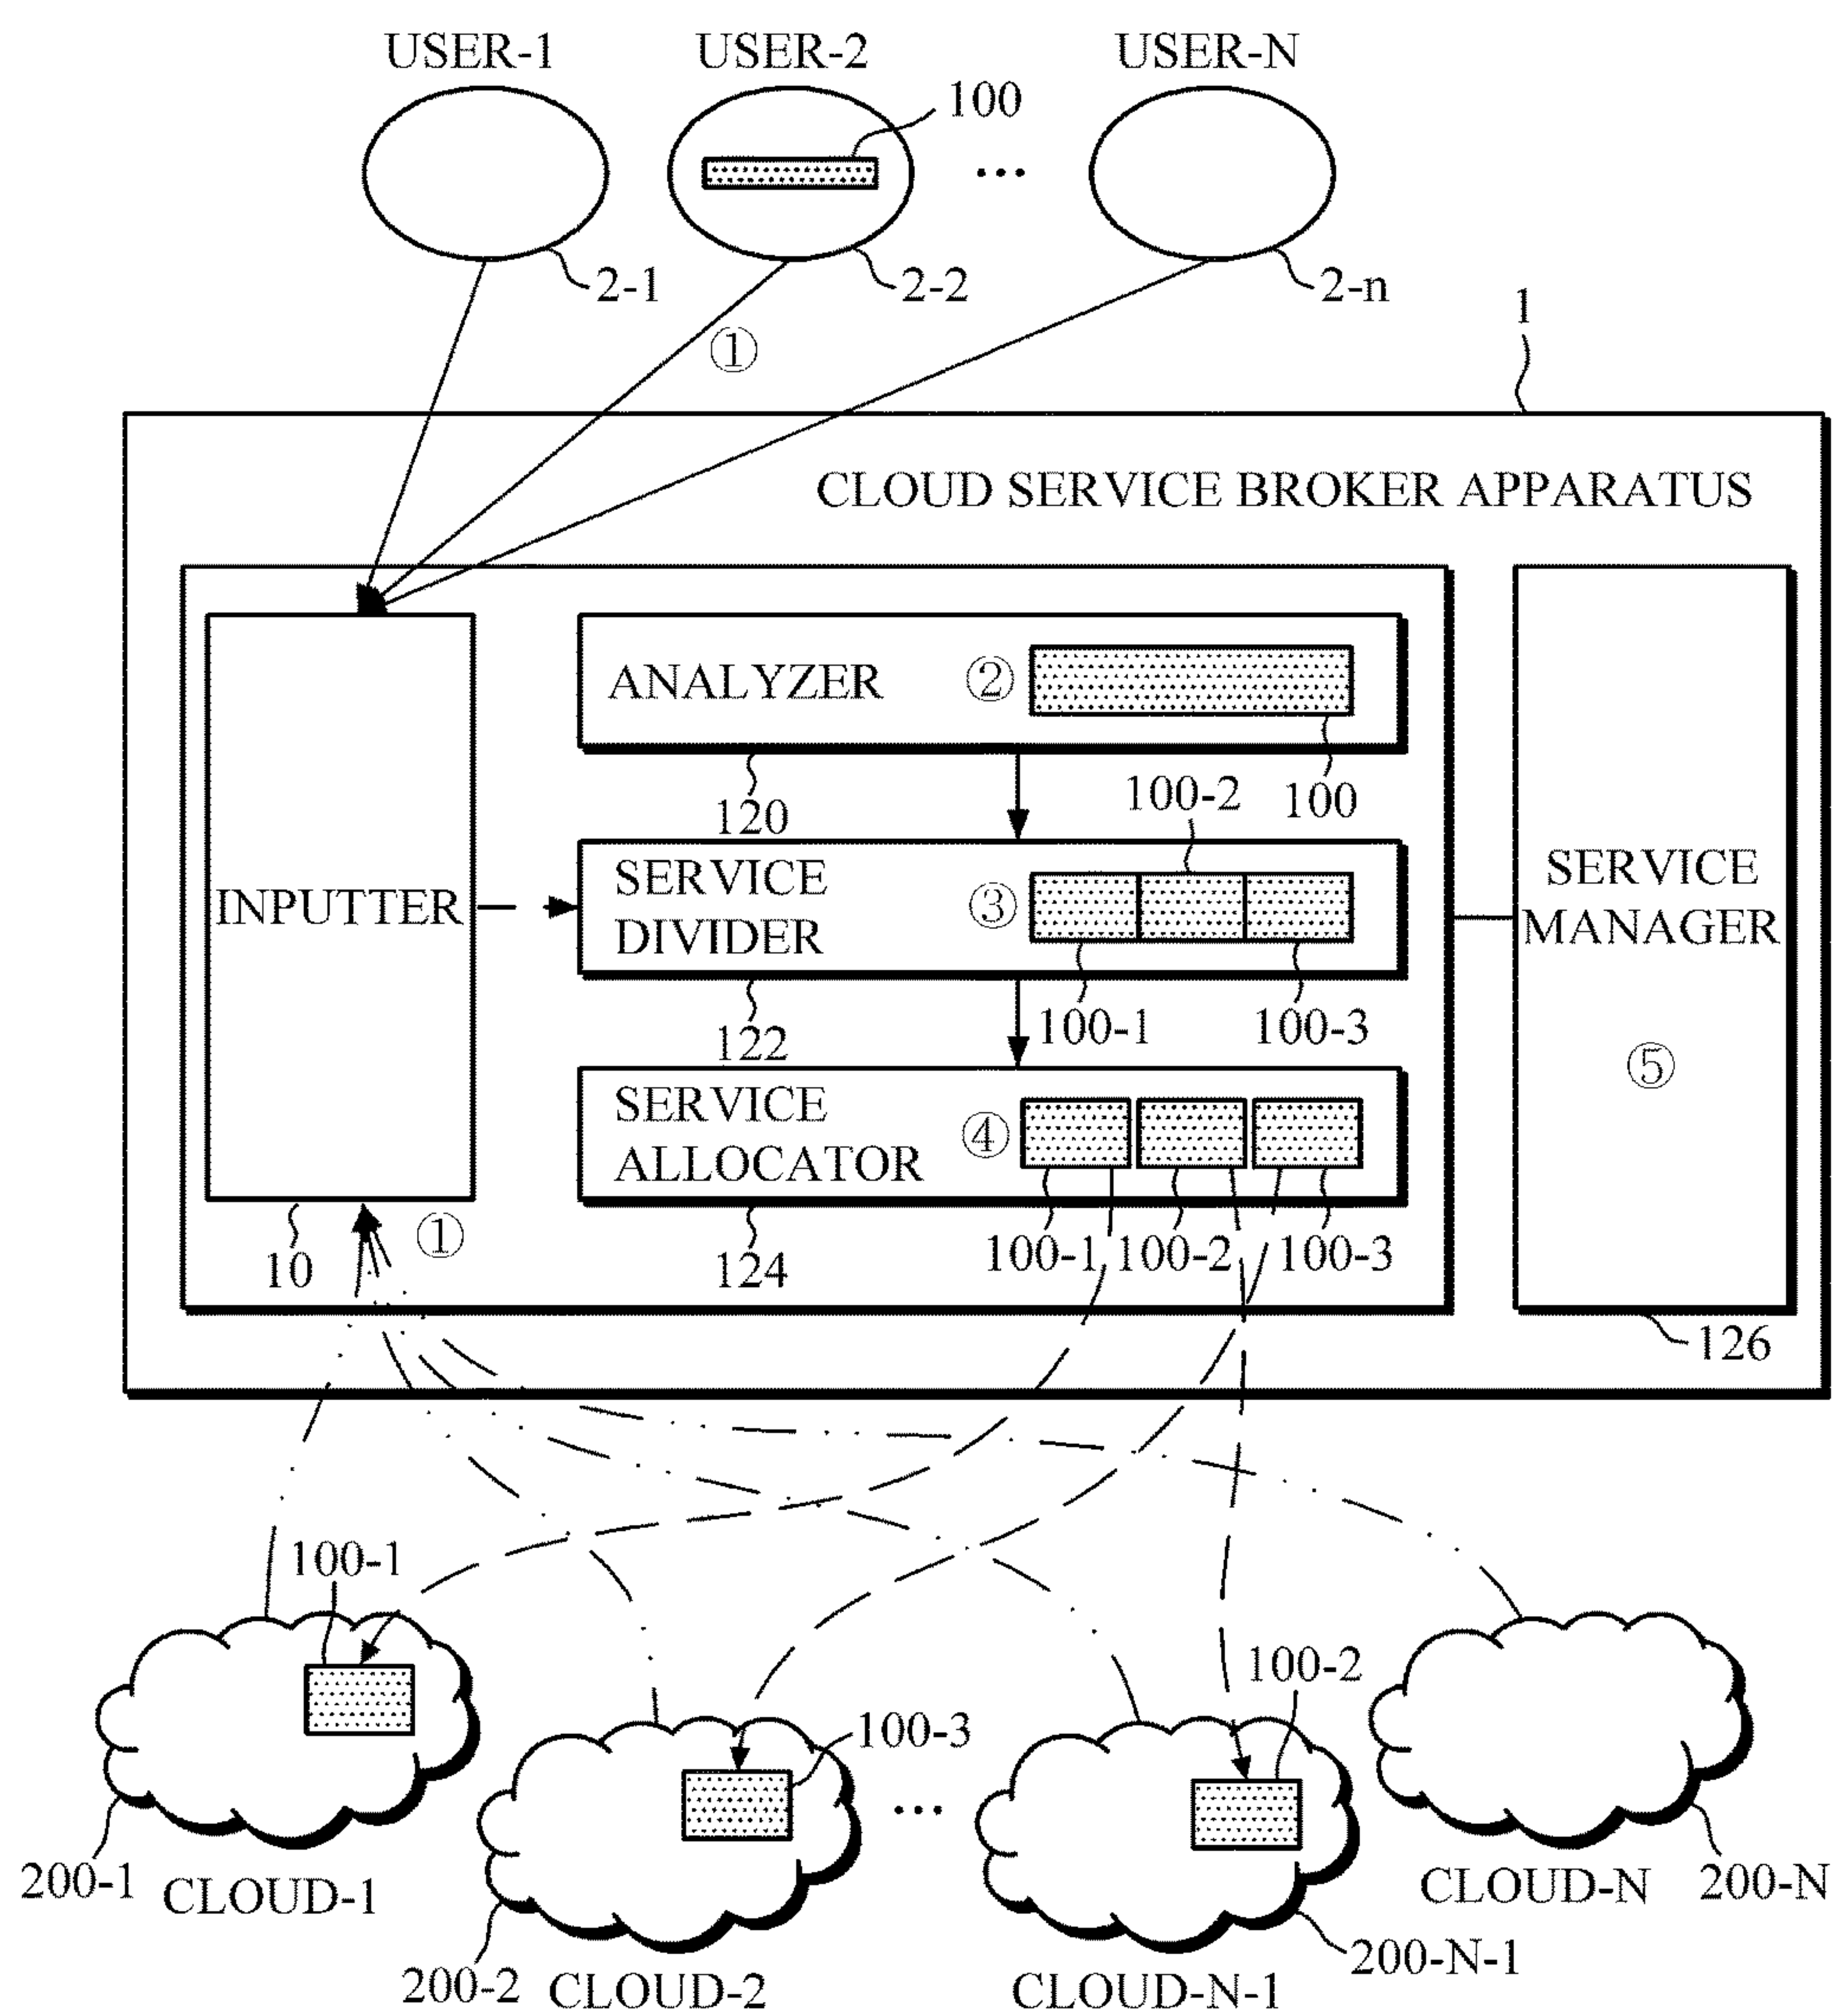 USER-1 USER-2 USER-N
100
...
2-1 2-2 2-n
①
1
CLOUD SERVICE BROKER APPARATUS
ANALYZER ②
100-2 100
120
INPUTTER
SERVICE
DIVIDER
③
SERVICE
MANAGER
100-1 100-3
122
⑤
SERVICE
ALLOCATOR
④
10 ①
124
100-1 100-2 100-3
126
100-1
100-2
100-3
...
200-1 CLOUD-1
CLOUD-N 200-N
200-2 CLOUD-2
CLOUD-N-1 200-N-1